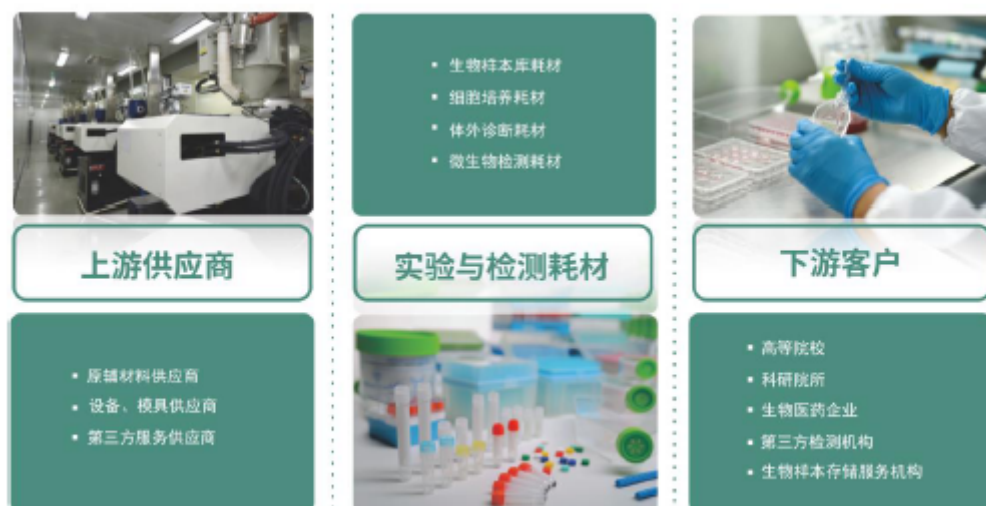 上游供应商
▪ 原辅材料供应商
▪ 设备、模具供应商
▪ 第三方服务供应商
▪ 生物样本库耗材
▪ 细胞培养耗材
▪ 体外诊断耗材
▪ 微生物检测耗材
实验与检测耗材
下游客户
▪ 高等院校
▪ 科研院所
▪ 生物医药企业
▪ 第三方检测机构
▪ 生物样本存储服务机构